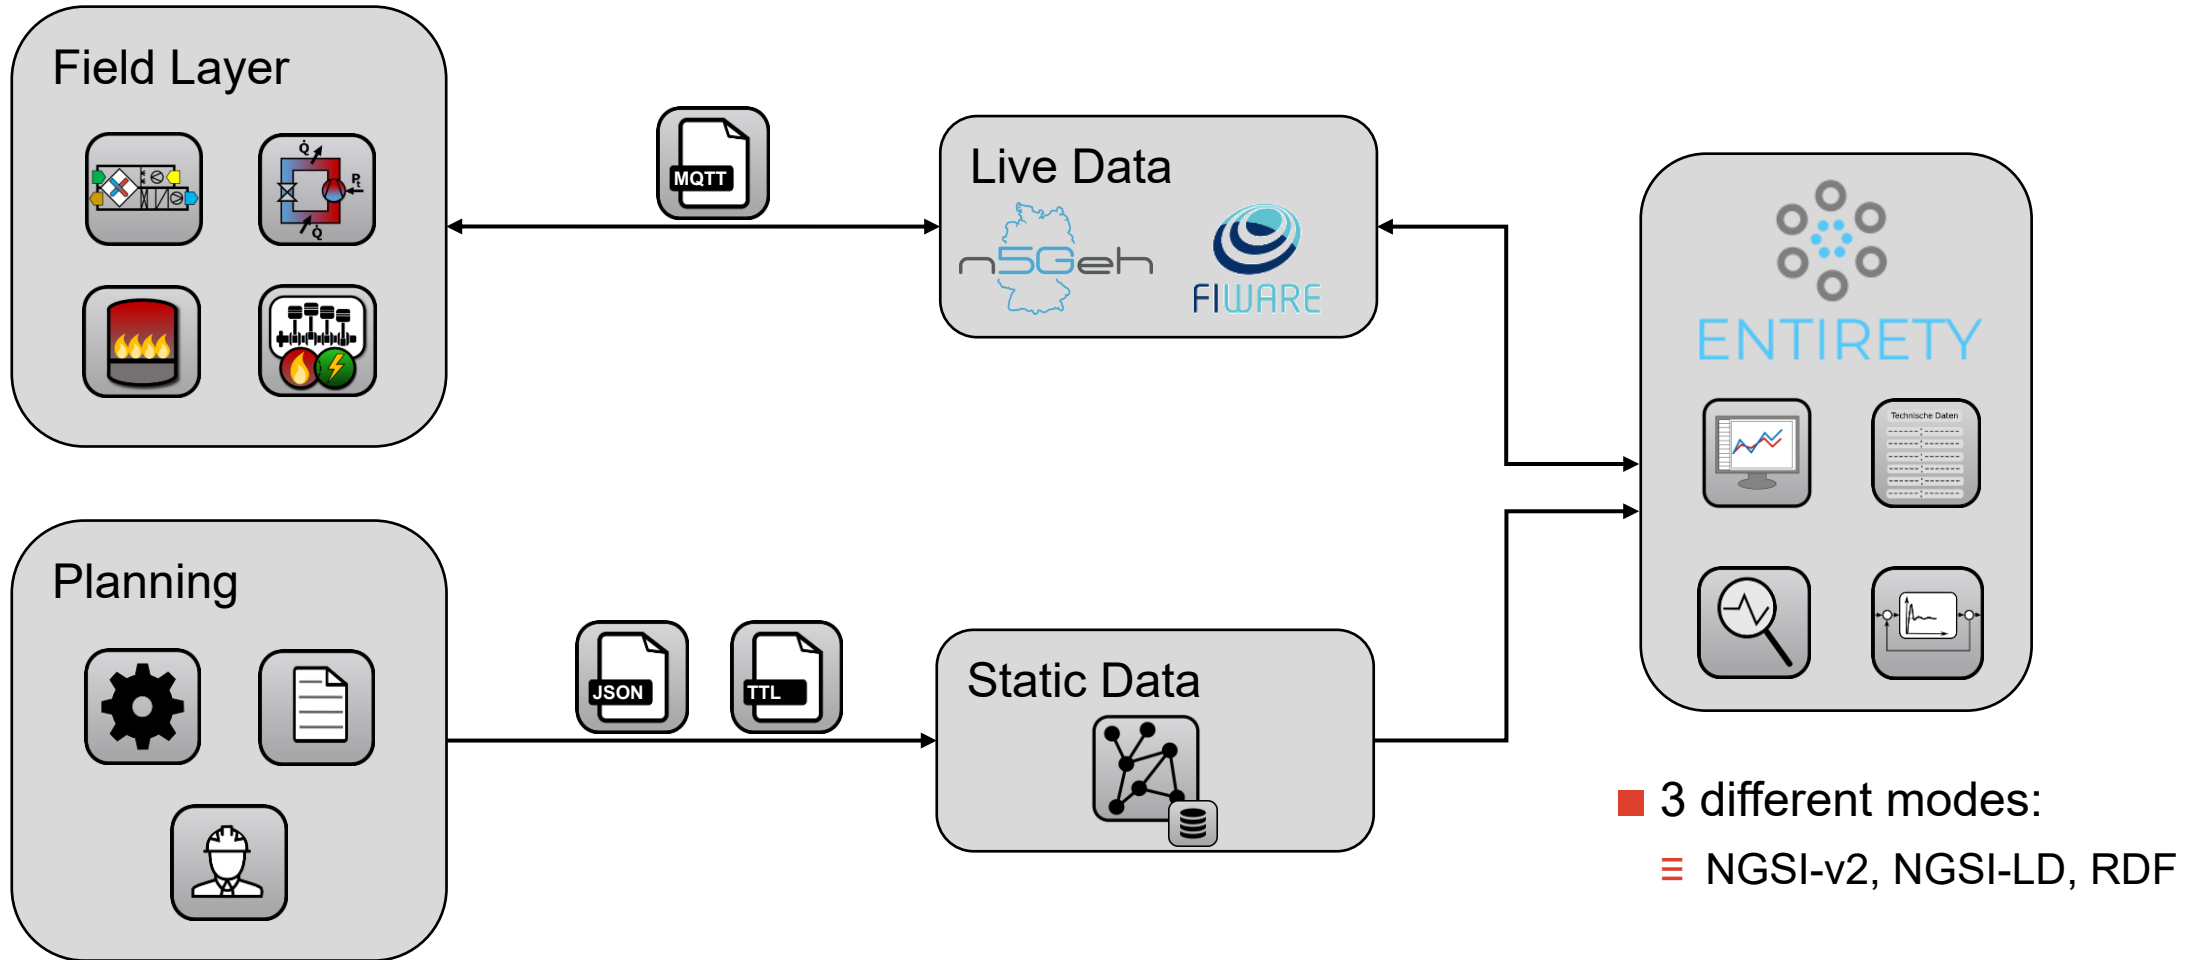 Field Layer
Q̇
Pt
Q̇
MQTT
Live Data
n5Geh
FIWARE
ENTIRETY
Technische Daten
Planning
JSON
TTL
Static Data
3 different modes:
NGSI-v2, NGSI-LD, RDF